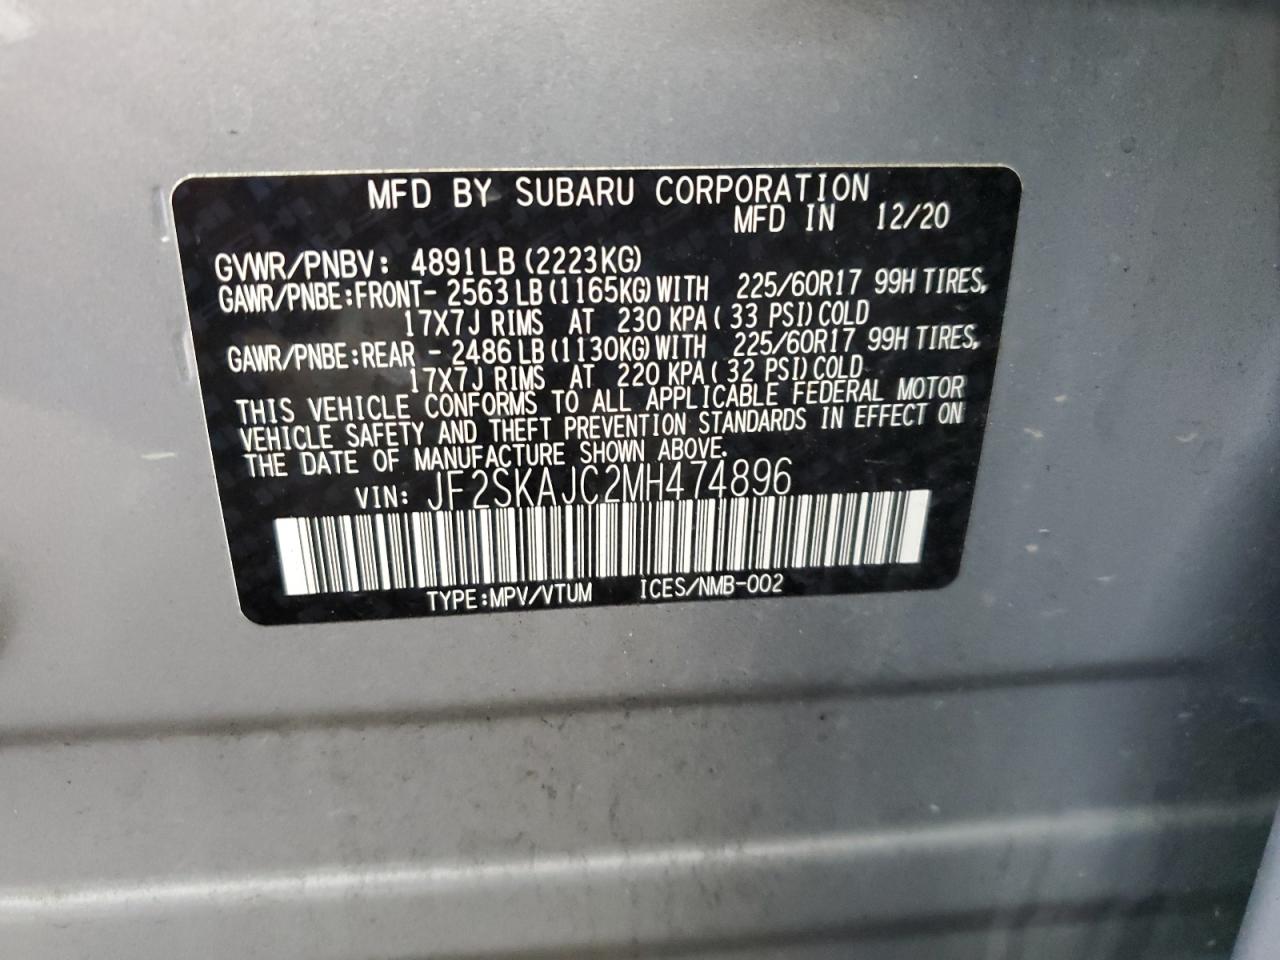 MFD BY SUBARU CORPORATION
MFD IN 12/20
GVWR/PNBV: 4891LB (2223KG)
GAWR/PNBE:FRONT- 2563 LB (1165KG) WITH 225/60R17 99H TIRES,
17X7J RIMS AT 230 KPA ( 33 PSI) COLD
GAWR/PNBE:REAR - 2486 LB (1130KG) WITH 225/60R17 99H TIRES,
17X7J RIMS AT 220 KPA ( 32 PSI) COLD
THIS VEHICLE CONFORMS TO ALL APPLICABLE FEDERAL MOTOR
VEHICLE SAFETY AND THEFT PREVENTION STANDARDS IN EFFECT ON
THE DATE OF MANUFACTURE SHOWN ABOVE.
VIN: JF2SKAJC2MH474896
TYPE:MPV/VTUM ICES/NMB-002